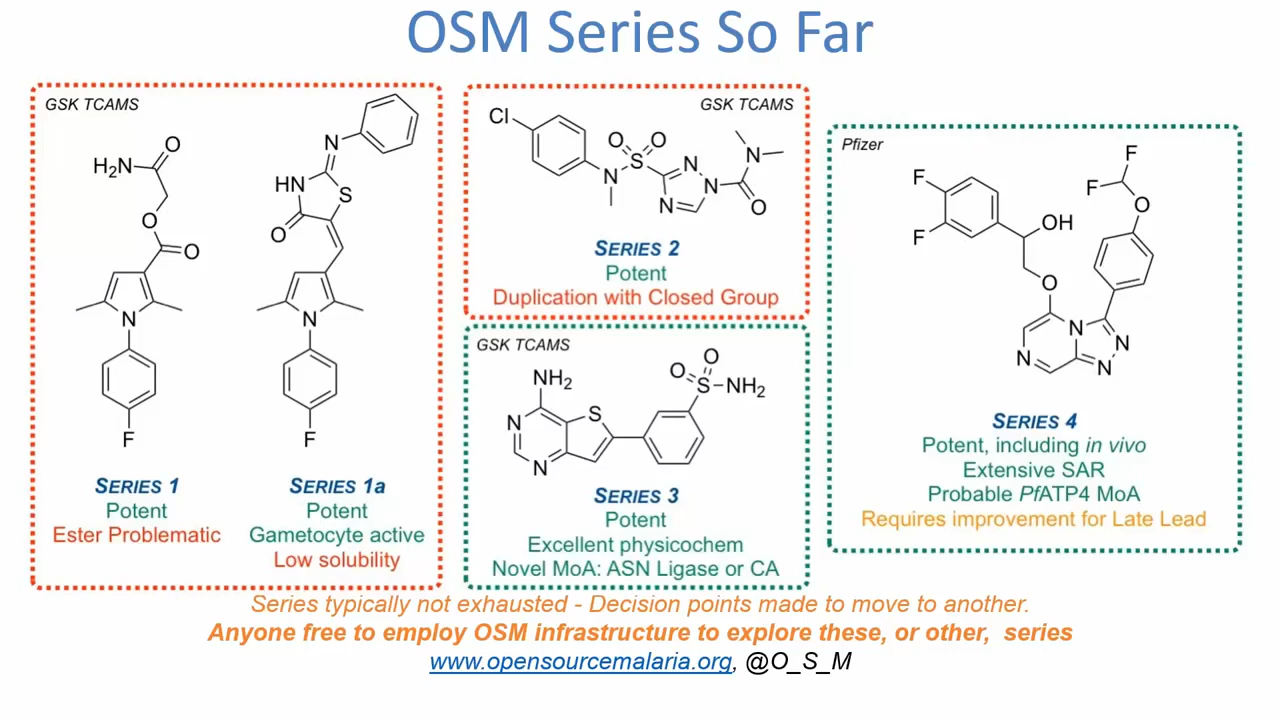 OSM Series So Far
GSK TCAMS
H2N
O
O
O
N
F
SERIES 1
Potent
Ester Problematic
N
HN
S
O
N
F
SERIES 1a
Potent
Gametocyte active
Low solubility
GSK TCAMS
Cl
O
O
S
N
N
N
N
N
O
SERIES 2
Potent
Duplication with Closed Group
GSK TCAMS
NH2
N
N
S
O
O
S-NH2
SERIES 3
Potent
Excellent physicochem
Novel MoA: ASN Ligase or CA
Pfizer
F
F
F
F
O
OH
O
N
N
N
N
SERIES 4
Potent, including in vivo
Extensive SAR
Probable PfATP4 MoA
Requires improvement for Late Lead
Series typically not exhausted - Decision points made to move to another.
Anyone free to employ OSM infrastructure to explore these, or other, series
www.opensourcemalaria.org, @O_S_M